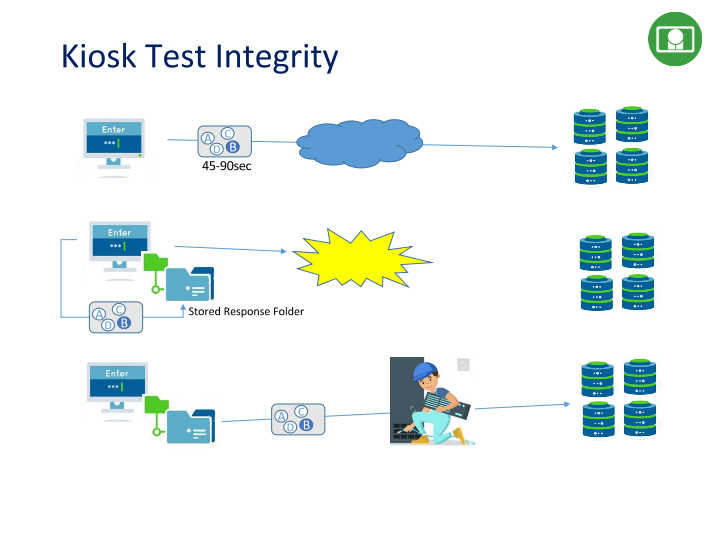 Kiosk Test Integrity
Enter
***|
A C
D B
45-90sec
Enter
***|
A C
D B
Stored Response Folder
Enter
***|
A C
D B